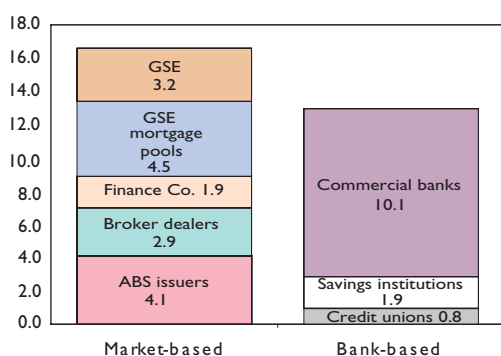 18.0
16.0
14.0
12.0
10.0
8.0
6.0
4.0
2.0
0.0
GSE
3.2
GSE
mortgage
pools
4.5
Finance Co. 1.9
Broker dealers
2.9
ABS issuers
4.1
Commercial banks
10.1
Savings institutions
1.9
Credit unions 0.8
Market-based
Bank-based